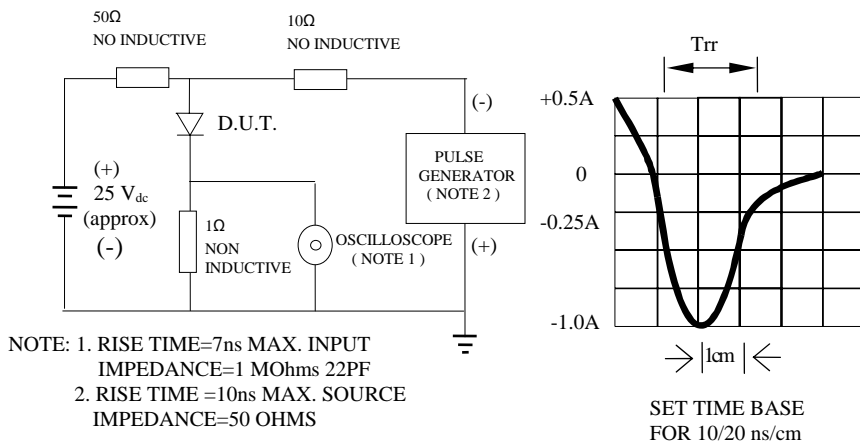 50Ω
NO INDUCTIVE
10Ω
NO INDUCTIVE
D.U.T.
(+)
25 Vdc
(approx)
(-)
1Ω
NON
INDUCTIVE
OSCILLOSCOPE
( NOTE 1 )
(-)
PULSE
GENERATOR
( NOTE 2 )
(+)
NOTE: 1. RISE TIME=7ns MAX. INPUT
IMPEDANCE=1 MOhms 22PF
2. RISE TIME =10ns MAX. SOURCE
IMPEDANCE=50 OHMS
Trr
+0.5A
0
-0.25A
-1.0A
1cm
SET TIME BASE
FOR 10/20 ns/cm